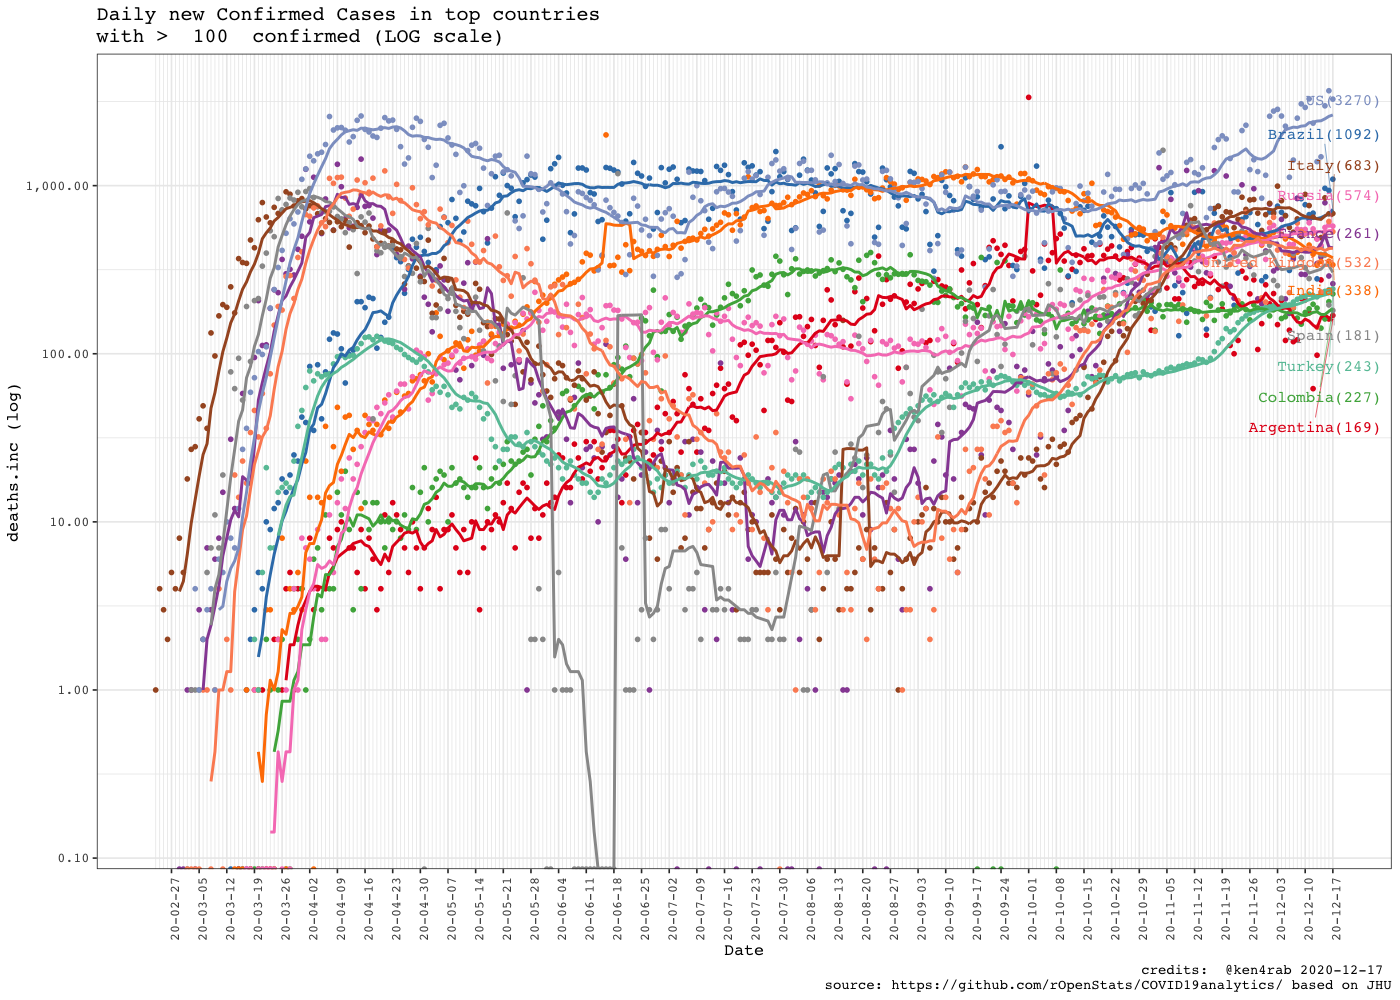 Daily new Confirmed Cases in top countries
with >  100  confirmed (LOG scale)
deaths.inc (log)
1,000.00
100.00
10.00
1.00
0.10
US(3270)
Brazil(1092)
Italy(683)
Russia(574)
France(261)
United Kingdom(532)
India(338)
Spain(181)
Turkey(243)
Colombia(227)
Argentina(169)
20-02-27
20-03-05
20-03-12
20-03-19
20-03-26
20-04-02
20-04-09
20-04-16
20-04-23
20-04-30
20-05-07
20-05-14
20-05-21
20-05-28
20-06-04
20-06-11
20-06-18
20-06-25
20-07-02
20-07-09
20-07-16
20-07-23
20-07-30
20-08-06
20-08-13
20-08-20
20-08-27
20-09-03
20-09-10
20-09-17
20-09-24
20-10-01
20-10-08
20-10-15
20-10-22
20-10-29
20-11-05
20-11-12
20-11-19
20-11-26
20-12-03
20-12-10
20-12-17
Date
credits:  @ken4rab 2020-12-17
source: https://github.com/rOpenStats/COVID19analytics/ based on JHU